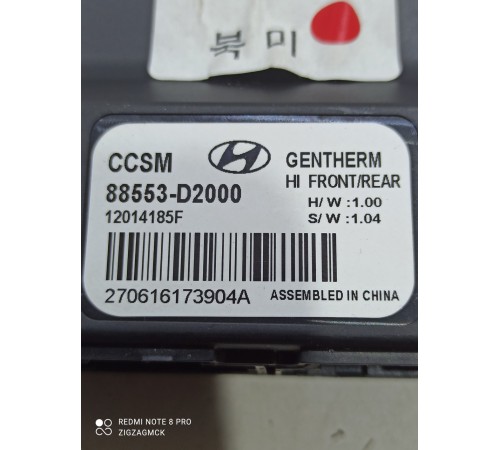 북미
CCSM GENTHERM
88553-D2000 HI FRONT/REAR
12014185F H/W :1.00
S/W :1.04
270616173904A ASSEMBLED IN CHINA
REDMI NOTE 8 PRO
ZIGZAGMCK